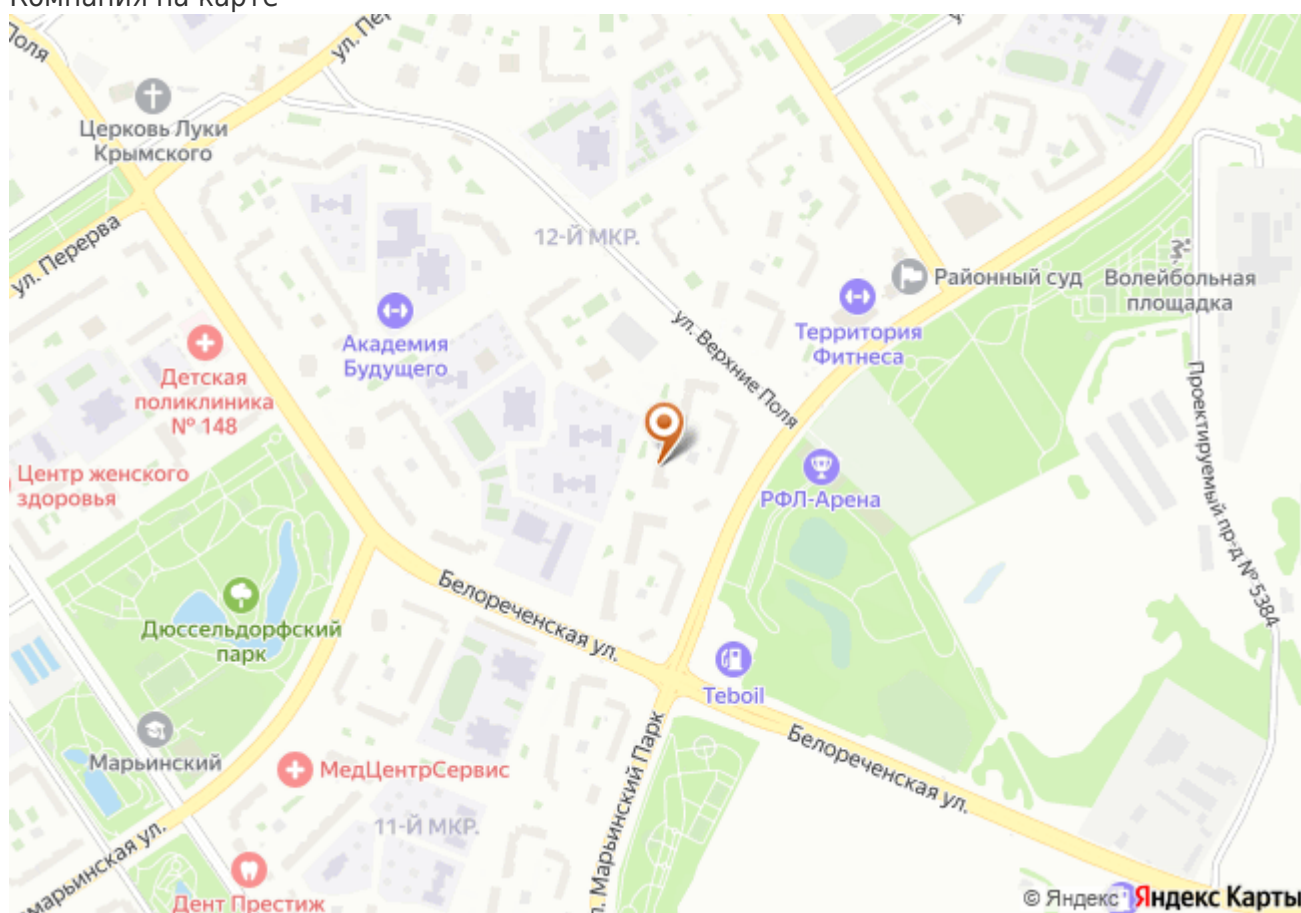 Компания на карте
Поля
ул. Пер
Церковь Луки
Крымского
12-Й МКР.
ул. Перерва
Районный суд
Волейбольная
площадка
Территория
Фитнеса
Академия
Будущего
ул. Верхние Поля
Детская
поликлиника
№ 148
Проектируемый пр-д № 5384
Центр женского
здоровья
РФЛ-Арена
Белореченская ул.
Дюссельдорфский
парк
Teboil
Марьинский
МедЦентрСервис
Белореченская ул.
л. Марьинский Парк
11-Й МКР.
марьинская ул.
Дент Престиж
© Яндекс Яндекс Карты